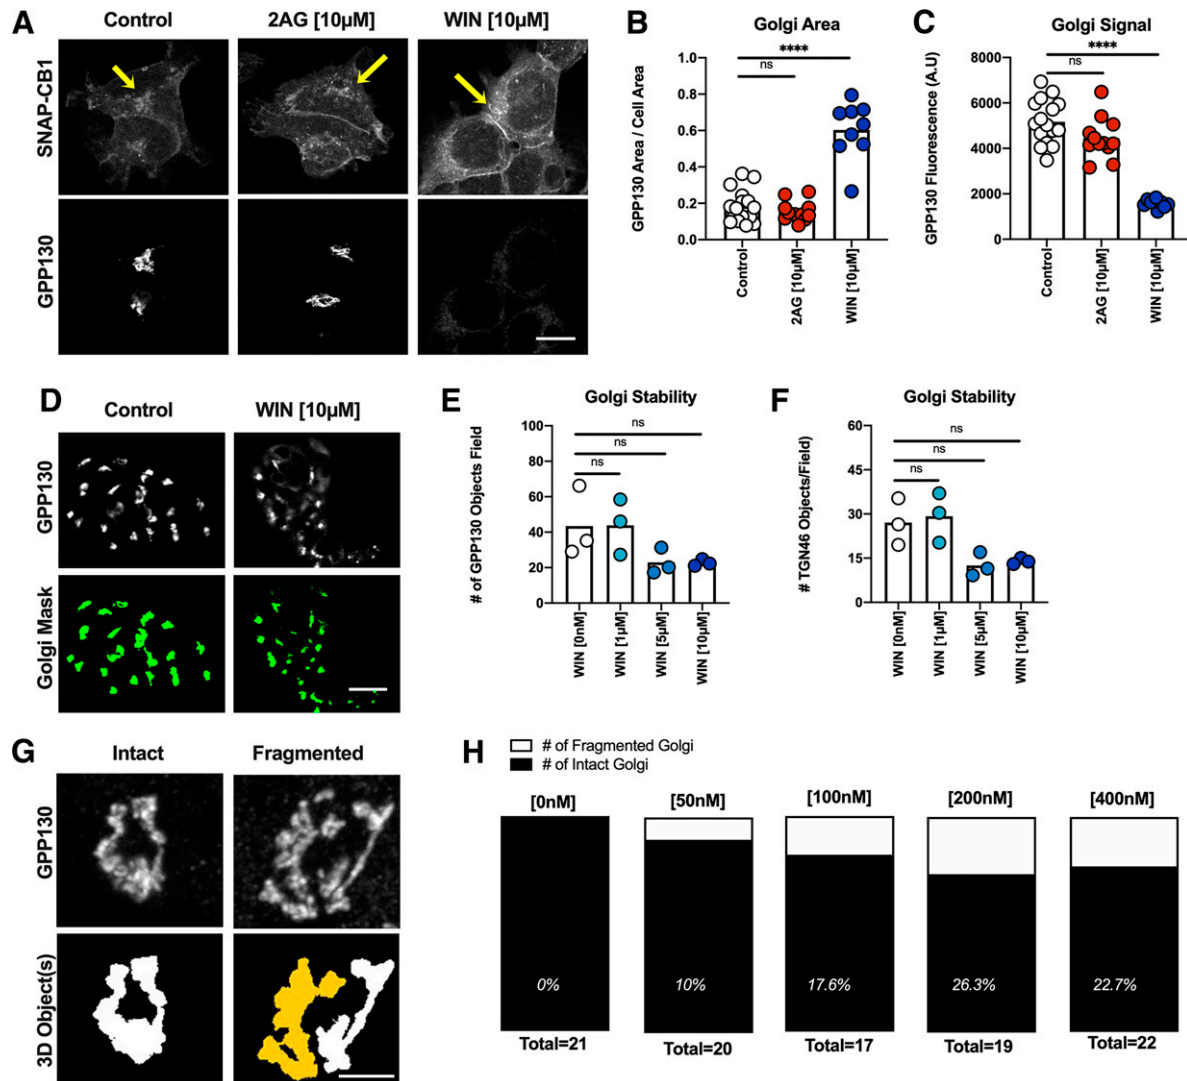 A
Control
2AG [10µM]
WIN [10µM]
SNAP-CB1
GPP130
B
Golgi Area
****
ns
GPP130 Area / Cell Area
1.0
0.8
0.6
0.4
0.2
0.0
Control
2AG [10µM]
WIN [10µM]
C
Golgi Signal
****
ns
GPP130 Fluorescence (A.U)
8000
6000
4000
2000
0
Control
2AG [10µM]
WIN [10µM]
D
Control
WIN [10µM]
GPP130
Golgi Mask
E
Golgi Stability
ns
ns
ns
# of GPP130 Objects Field
100
80
60
40
20
0
WIN [0nM]
WIN [1µM]
WIN [5µM]
WIN [10µM]
F
Golgi Stability
ns
ns
ns
# TGN46 Objects/Field)
60
45
30
15
0
WIN [0nM]
WIN [1µM]
WIN [5µM]
WIN [10µM]
G
Intact
Fragmented
GPP130
3D Object(s)
H
# of Fragmented Golgi
# of Intact Golgi
[0nM]
[50nM]
[100nM]
[200nM]
[400nM]
0%
10%
17.6%
26.3%
22.7%
Total=21
Total=20
Total=17
Total=19
Total=22